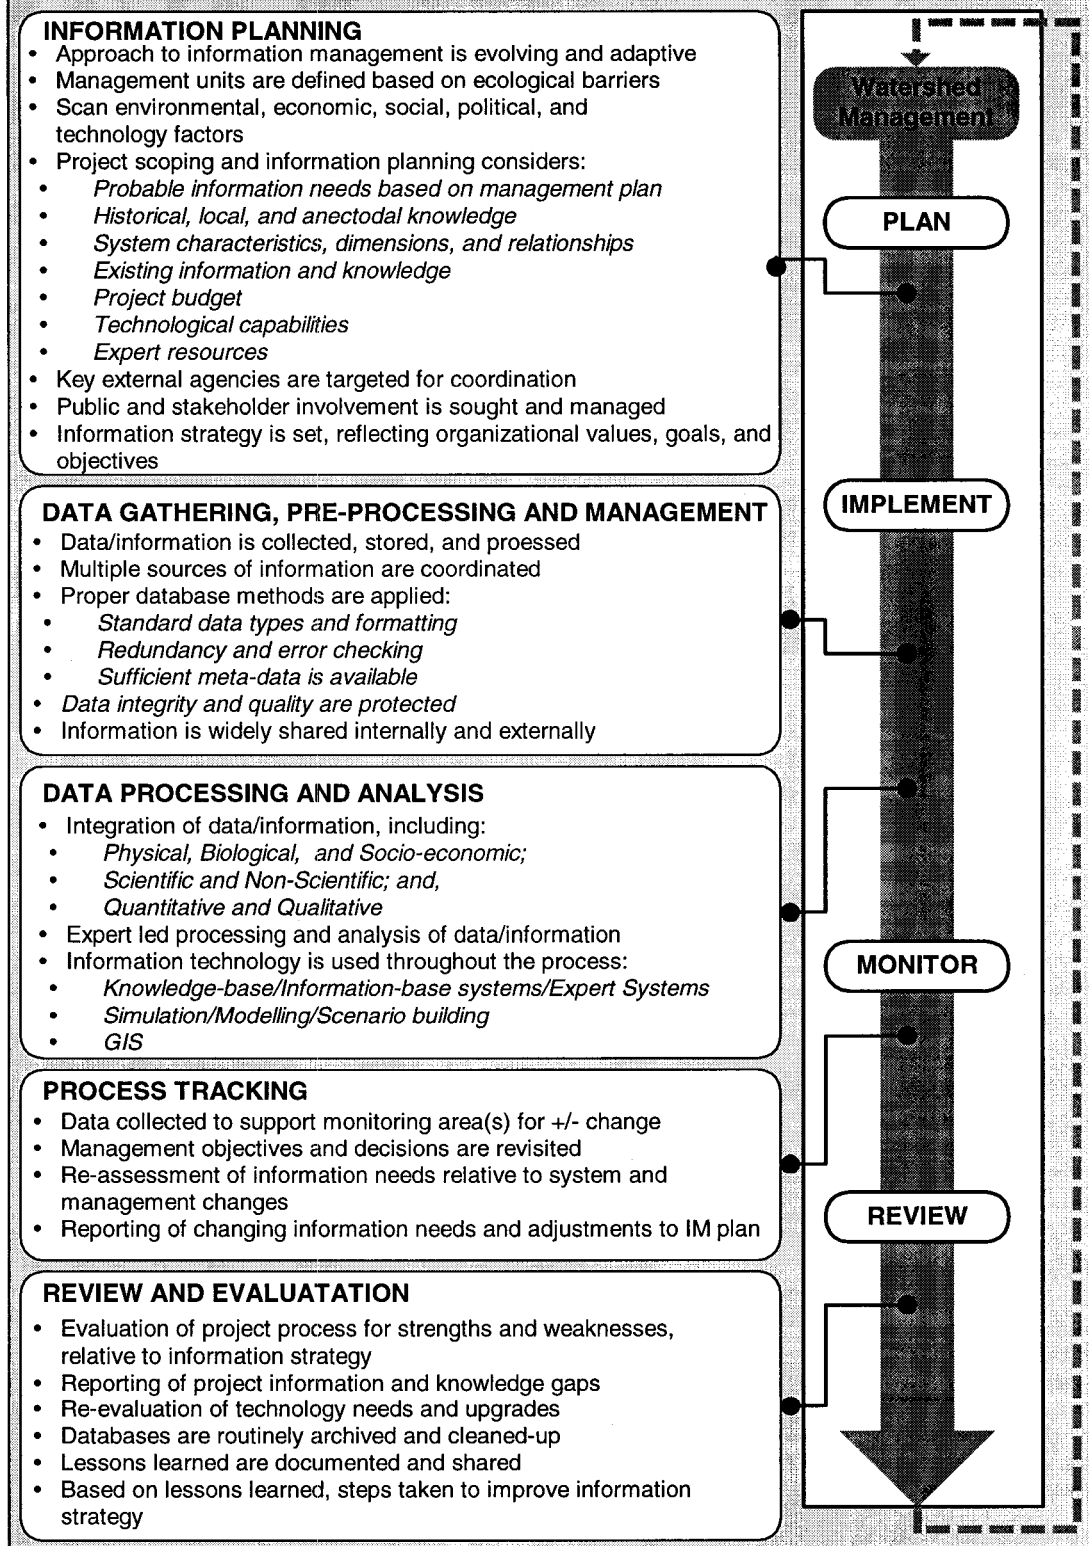 INFORMATION PLANNING
• Approach to information management is evolving and adaptive
• Management units are defined based on ecological barriers
• Scan environmental, economic, social, political, and
technology factors
• Project scoping and information planning considers:
• Probable information needs based on management plan
• Historical, local, and anectodal knowledge
• System characteristics, dimensions, and relationships
• Existing information and knowledge
• Project budget
• Technological capabilities
• Expert resources
• Key external agencies are targeted for coordination
• Public and stakeholder involvement is sought and managed
• Information strategy is set, reflecting organizational values, goals, and
objectives
DATA GATHERING, PRE-PROCESSING AND MANAGEMENT
• Data/information is collected, stored, and proessed
• Multiple sources of information are coordinated
• Proper database methods are applied:
• Standard data types and formatting
• Redundancy and error checking
• Sufficient meta-data is available
• Data integrity and quality are protected
• Information is widely shared internally and externally
DATA PROCESSING AND ANALYSIS
• Integration of data/information, including:
• Physical, Biological, and Socio-economic;
• Scientific and Non-Scientific; and,
• Quantitative and Qualitative
• Expert led processing and analysis of data/information
• Information technology is used throughout the process:
• Knowledge-base/Information-base systems/Expert Systems
• Simulation/Modelling/Scenario building
• GIS
PROCESS TRACKING
• Data collected to support monitoring area(s) for +/- change
• Management objectives and decisions are revisited
• Re-assessment of information needs relative to system and
management changes
• Reporting of changing information needs and adjustments to IM plan
REVIEW AND EVALUATATION
• Evaluation of project process for strengths and weaknesses,
relative to information strategy
• Reporting of project information and knowledge gaps
• Re-evaluation of technology needs and upgrades
• Databases are routinely archived and cleaned-up
• Lessons learned are documented and shared
• Based on lessons learned, steps taken to improve information
strategy
Watershed
Management
PLAN
IMPLEMENT
MONITOR
REVIEW